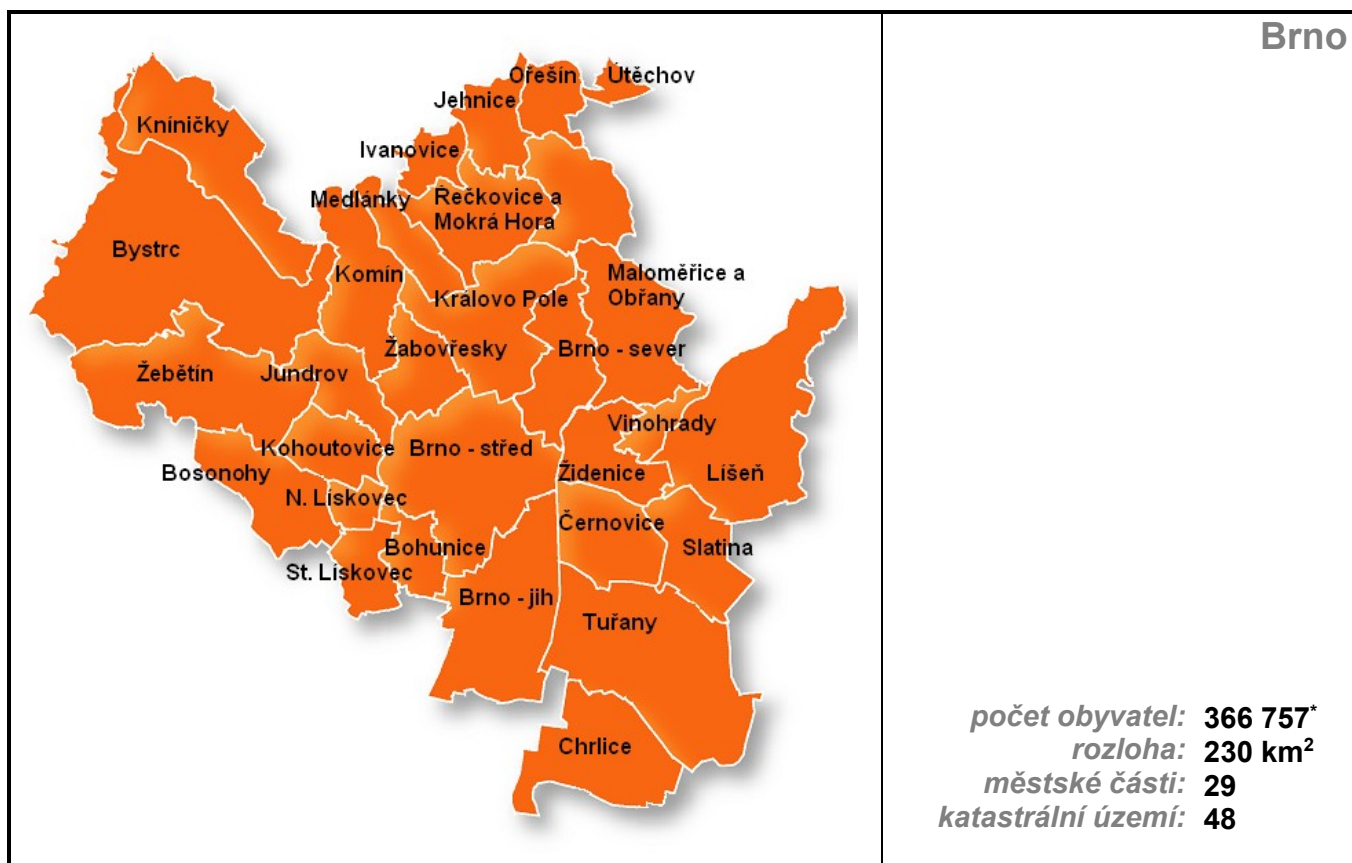 Brno
Ořešín
Útěchov
Jehnice
Kníničky
Ivanovice
Medlánky
Řečkovice a
Mokrá Hora
Bystrc
Komín
Maloměřice a
Obřany
Královo Pole
Žabovřesky
Brno - sever
Žebětín
Jundrov
Vinohrady
Kohoutovice
Brno - střed
Bosonohy
Židenice
Líšeň
N. Lískovec
Černovice
Bohunice
Slatina
St. Lískovec
Brno - jih
Tuřany
Chrlice
počet obyvatel: 366 757*
rozloha: 230 km²
městské části: 29
katastrální území: 48